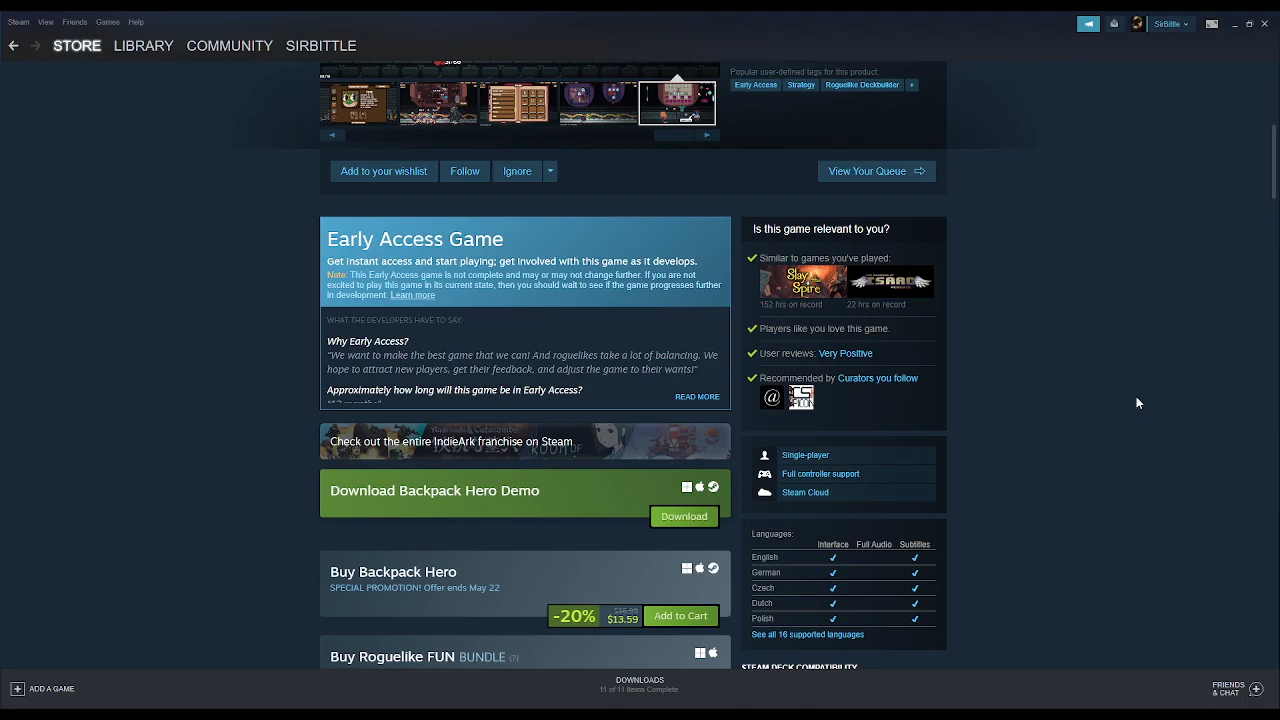 Steam View Friends Games Help
SirBittle
STORE LIBRARY COMMUNITY SIRBITTLE
Popular user-defined tags for this product:
Early Access Strategy Roguelike Deckbuilder +
Add to your wishlist Follow Ignore
View Your Queue
Early Access Game
Get instant access and start playing; get involved with this game as it develops.
Note: This Early Access game is not complete and may or may not change further. If you are
not excited to play this game in its current state, then you should wait to see if the game progresses further
in development. Learn more
WHAT THE DEVELOPERS HAVE TO SAY:
Why Early Access?
“We want to make the best game that we can! And roguelikes take a lot of balancing. We
hope to attract new players, get their feedback, and adjust the game to their wants!”
Approximately how long will this game be in Early Access?
READ MORE
Check out the entire IndieArk franchise on Steam
Download Backpack Hero Demo
Download
Buy Backpack Hero
SPECIAL PROMOTION! Offer ends May 22
-20% $16.99 $13.59 Add to Cart
Buy Roguelike FUN BUNDLE (?)
Is this game relevant to you?
Similar to games you've played:
Slay the Spire
ISAAC
152 hrs on record 22 hrs on record
Players like you love this game.
User reviews: Very Positive
Recommended by Curators you follow
@
Single-player
Full controller support
Steam Cloud
Languages:
Interface Full Audio Subtitles
English ✓ ✓
German ✓ ✓
Czech ✓ ✓
Dutch ✓ ✓
Polish ✓ ✓
See all 16 supported languages
STEAM DECK COMPATIBILITY
+ ADD A GAME
DOWNLOADS
11 of 11 Items Complete
FRIENDS
& CHAT